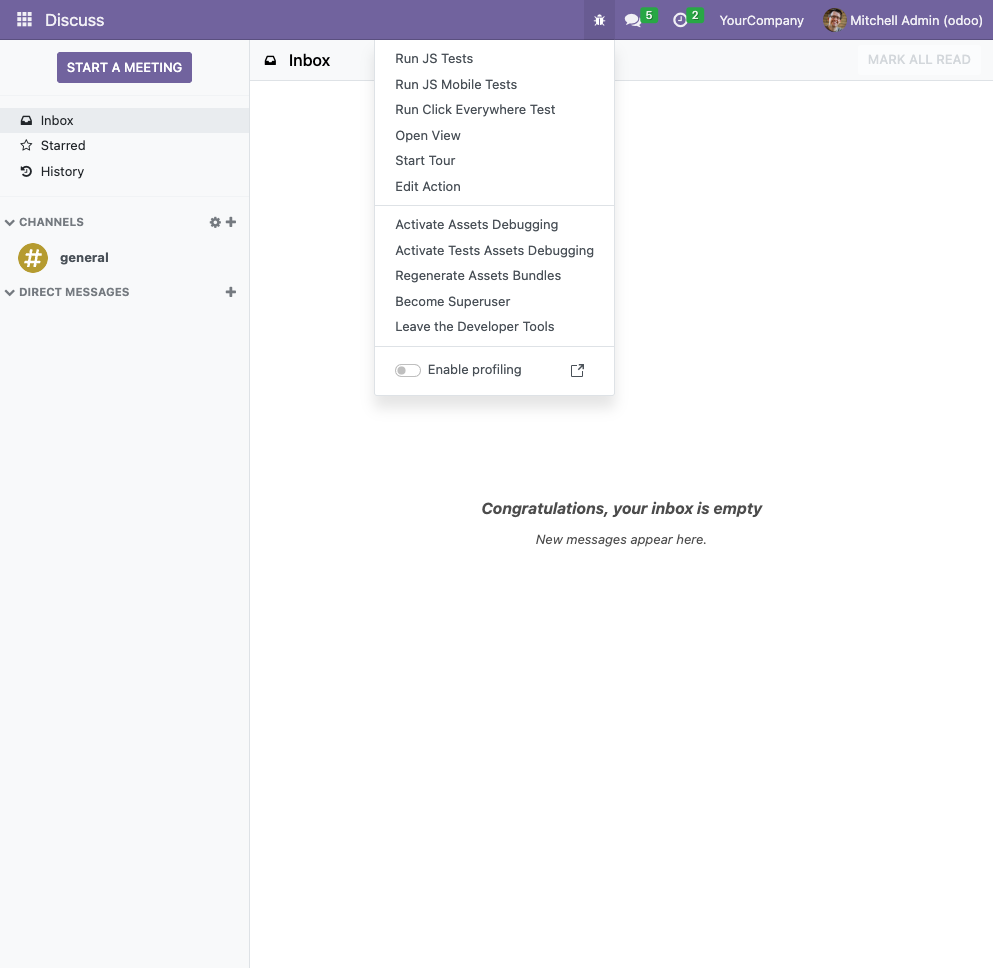 Discuss
5
2
YourCompany
Mitchell Admin (odoo)
START A MEETING
Inbox
Starred
History
CHANNELS
# general
DIRECT MESSAGES
Inbox
MARK ALL READ
Run JS Tests
Run JS Mobile Tests
Run Click Everywhere Test
Open View
Start Tour
Edit Action
Activate Assets Debugging
Activate Tests Assets Debugging
Regenerate Assets Bundles
Become Superuser
Leave the Developer Tools
Enable profiling
Congratulations, your inbox is empty
New messages appear here.